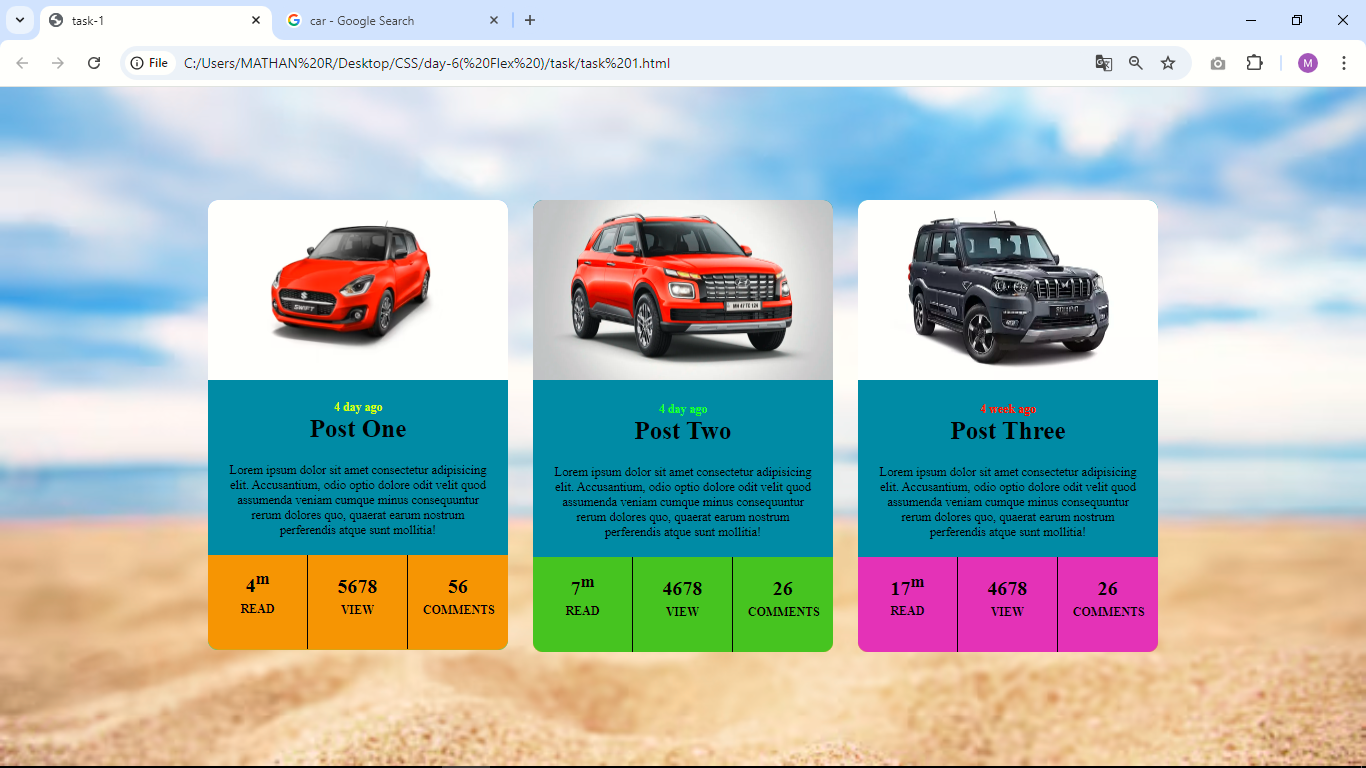 task-1
car - Google Search
File
C:/Users/MATHAN%20R/Desktop/CSS/day-6(%20Flex%20)/task/task%201.html
M
SWIFT
4 day ago
Post One
Lorem ipsum dolor sit amet consectetur adipisicing
elit. Accusantium, odio optio dolore odit velit quod
assumenda veniam cumque minus consequuntur
rerum dolores quo, quaerat earum nostrum
perferendis atque sunt mollitia!
4m
READ
5678
VIEW
56
COMMENTS
4 day ago
Post Two
Lorem ipsum dolor sit amet consectetur adipisicing
elit. Accusantium, odio optio dolore odit velit quod
assumenda veniam cumque minus consequuntur
rerum dolores quo, quaerat earum nostrum
perferendis atque sunt mollitia!
7m
READ
4678
VIEW
26
COMMENTS
4 week ago
Post Three
Lorem ipsum dolor sit amet consectetur adipisicing
elit. Accusantium, odio optio dolore odit velit quod
assumenda veniam cumque minus consequuntur
rerum dolores quo, quaerat earum nostrum
perferendis atque sunt mollitia!
17m
READ
4678
VIEW
26
COMMENTS